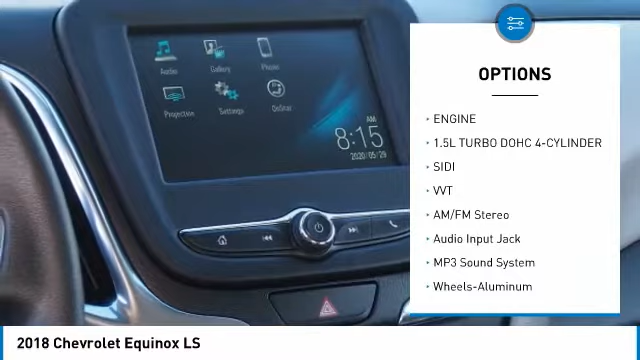 Audio
Gallery
Phone
Projection
Settings
OnStar
AM
8:15
2020/05/29
OPTIONS
ENGINE
1.5L TURBO DOHC 4-CYLINDER
SIDI
VVT
AM/FM Stereo
Audio Input Jack
MP3 Sound System
Wheels-Aluminum
2018 Chevrolet Equinox LS